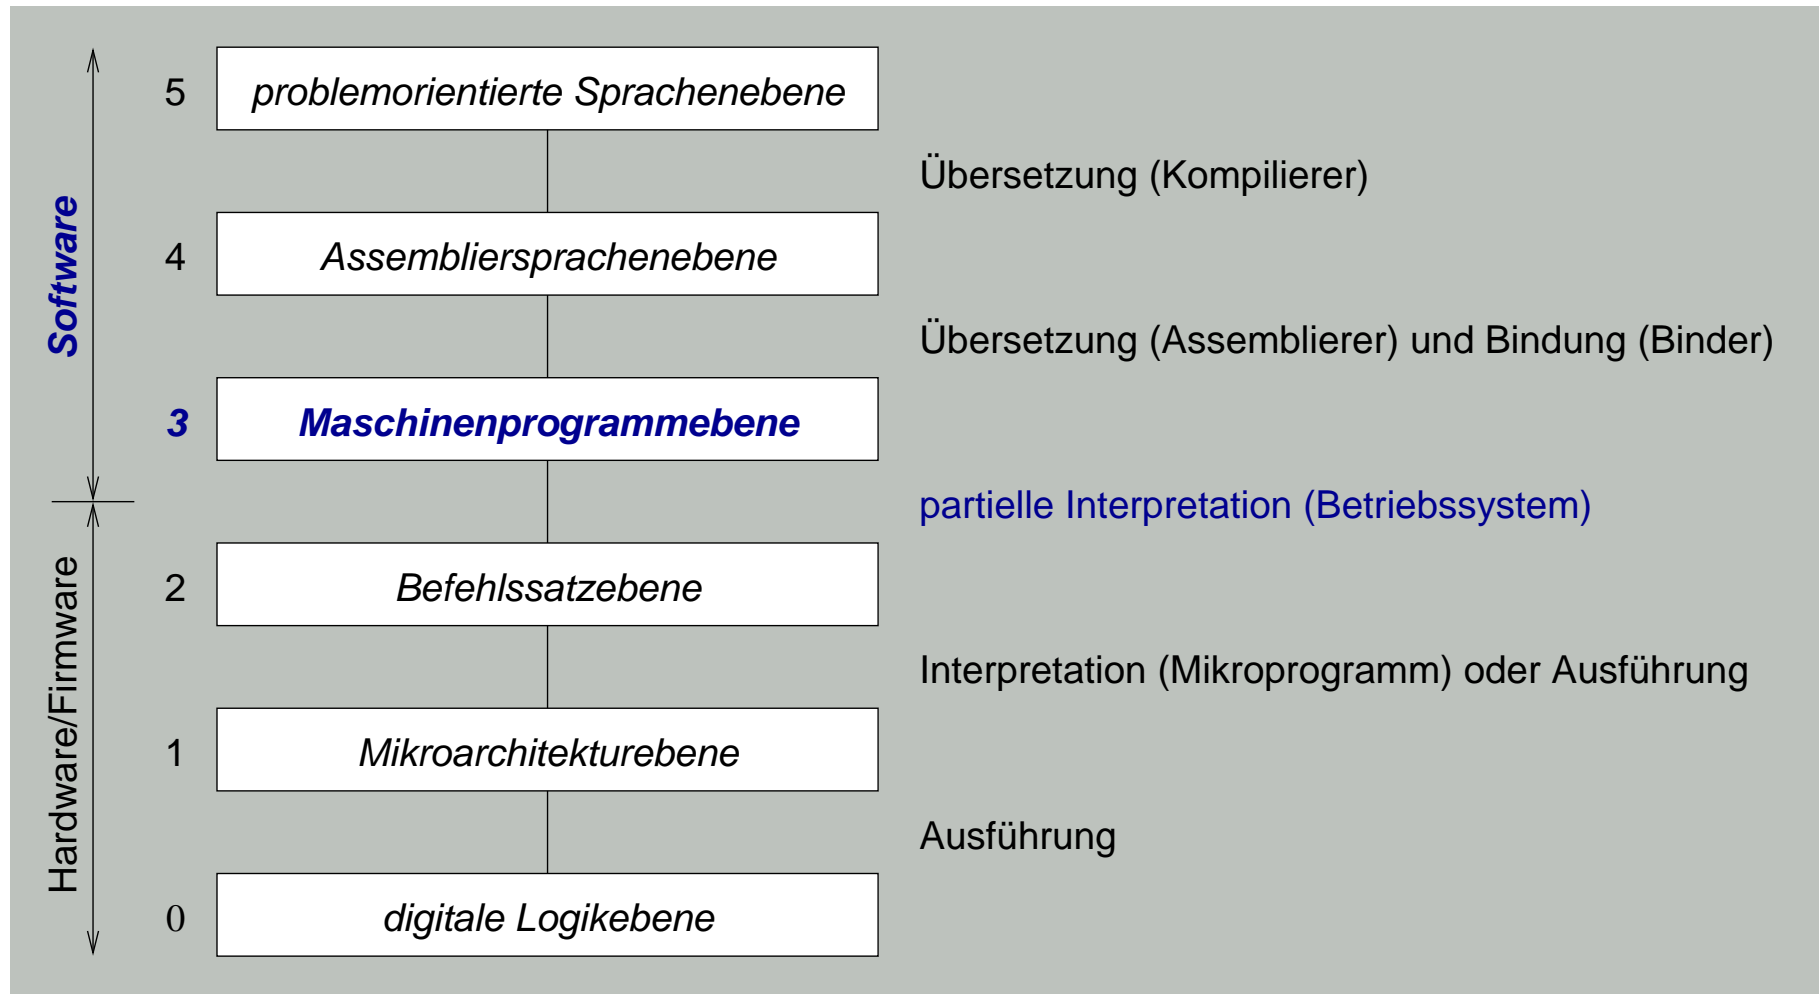 5 problemorientierte Sprachenebene
Übersetzung (Kompilierer)
Software
4 Assembliersprachenebene
Übersetzung (Assemblierer) und Bindung (Binder)
3 Maschinenprogrammebene
partielle Interpretation (Betriebssystem)
Hardware/Firmware
2 Befehlssatzebene
Interpretation (Mikroprogramm) oder Ausführung
1 Mikroarchitekturebene
Ausführung
0 digitale Logikebene